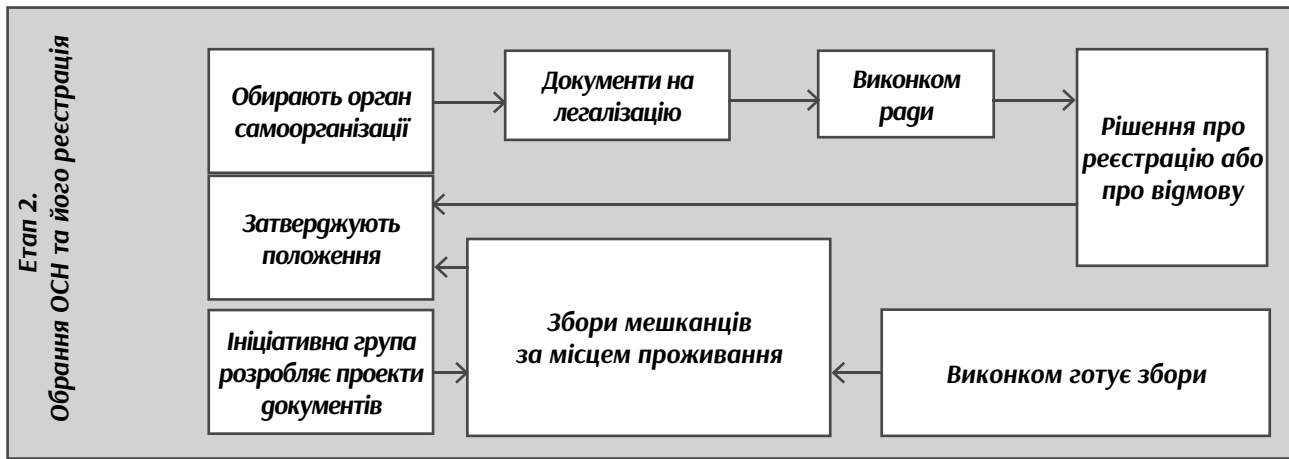 Етап 2.
Обрання ОСН та його реєстрація
Обирають орган
самоорганізації
Документи на
легалізацію
Виконком
ради
Рішення про
реєстрацію або
про відмову
Затверджують
положення
Ініціативна група
розробляє проекти
документів
Збори мешканців
за місцем проживання
Виконком готує збори